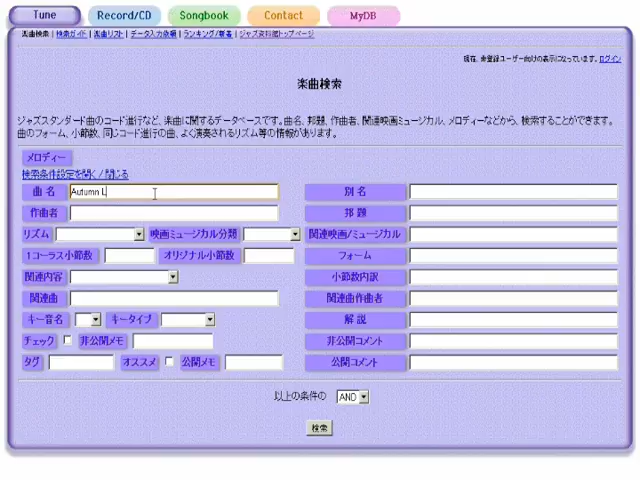 Tune Record/CD Songbook Contact MyDB
楽曲検索 | 検索ガイド | 楽曲リスト | データ入力依頼 | ランキング/新着 | ジャズ資料館トップページ
現在、未登録ユーザー向けの表示になっています。ログイン
楽曲検索
ジャズスタンダード曲のコード進行など、楽曲に関するデータベースです。曲名、邦題、作曲者、関連映画ミュージカル、メロディーなどから、検索することができます。
曲のフォーム、小節数、同じコード進行の曲、よく演奏されるリズム等の情報があります。
メロディー
検索条件設定を開く/閉じる
曲名 Autumn L 別名
作曲者 邦題
リズム 映画ミュージカル分類 関連映画/ミュージカル
1コーラス小節数 オリジナル小節数 フォーム
関連内容 小節数内訳
関連曲 関連曲作曲者
キー音名 キータイプ 解説
チェック 非公開メモ 非公開コメント
タグ オススメ 公開メモ 公開コメント
以上の条件の AND
検索